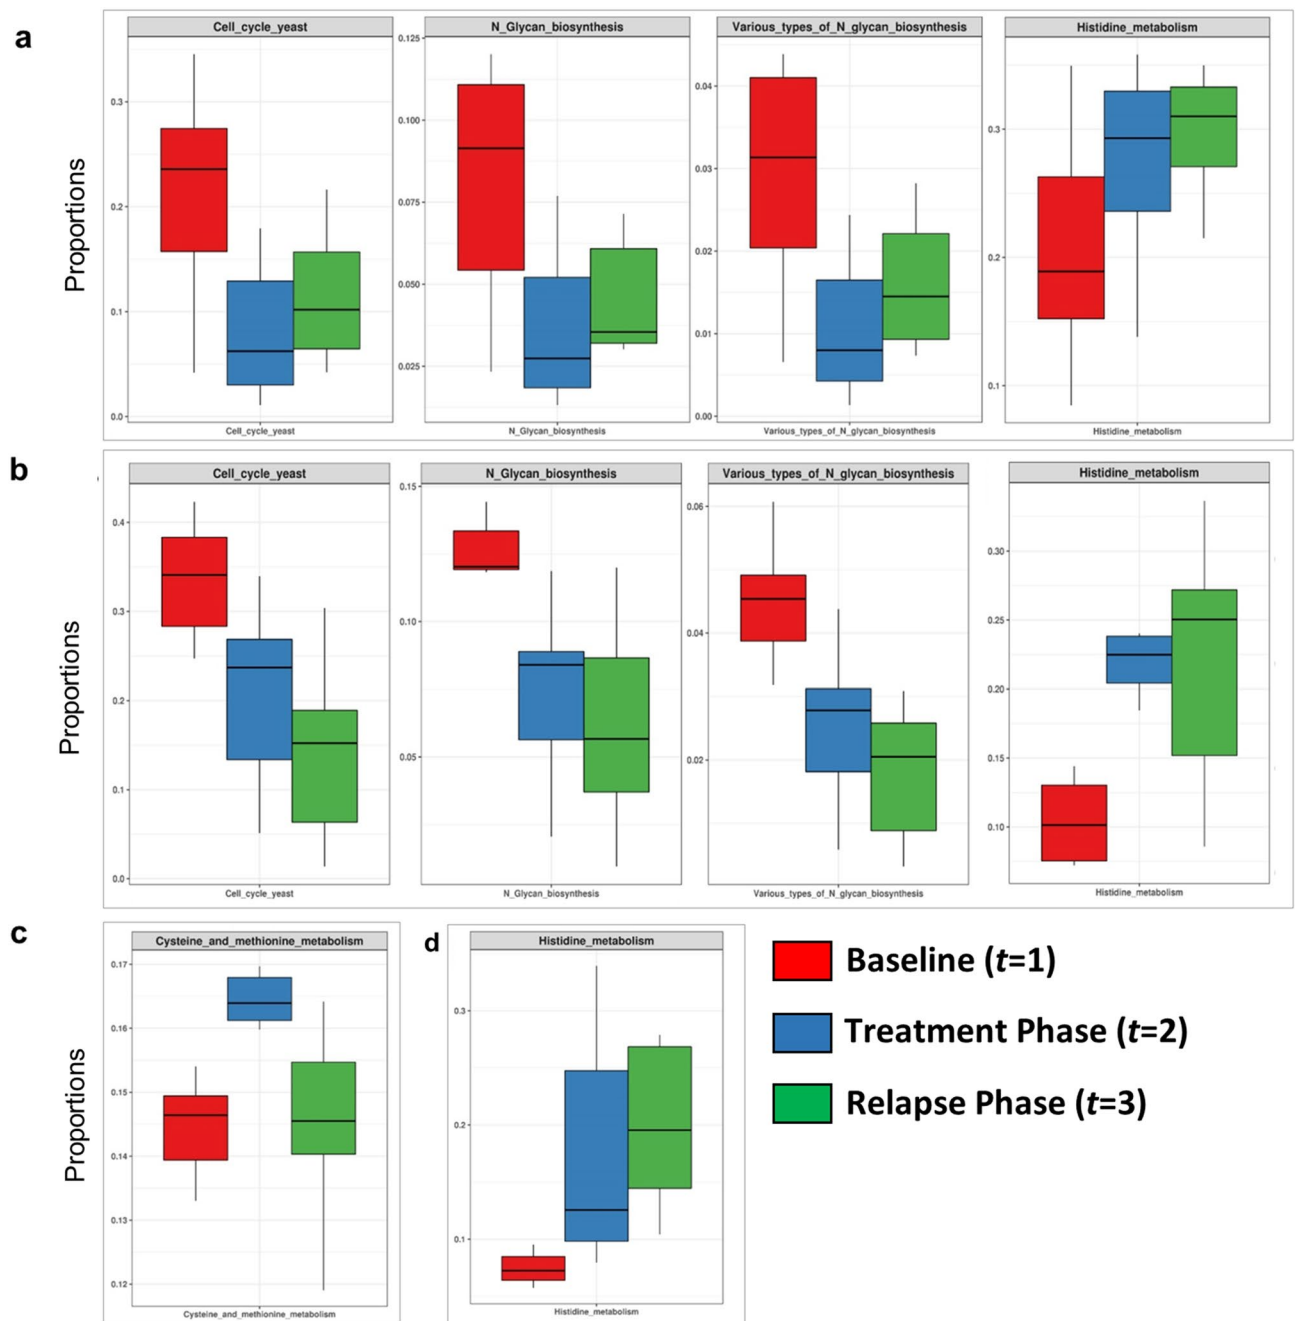 a
Cell_cycle_yeast
N_Glycan_biosynthesis
Various_types_of_N_glycan_biosynthesis
Histidine_metabolism
Proportions
0.3
0.2
0.1
0.0
0.125
0.100
0.075
0.050
0.025
0.04
0.03
0.02
0.01
0.00
0.3
0.2
0.1
Cell_cycle_yeast
N_Glycan_biosynthesis
Various_types_of_N_glycan_biosynthesis
Histidine_metabolism
b
Cell_cycle_yeast
N_Glycan_biosynthesis
Various_types_of_N_glycan_biosynthesis
Histidine_metabolism
Proportions
0.4
0.3
0.2
0.1
0.0
0.15
0.10
0.05
0.06
0.04
0.02
0.30
0.25
0.20
0.15
0.10
Cell_cycle_yeast
N_Glycan_biosynthesis
Various_types_of_N_glycan_biosynthesis
Histidine_metabolism
c
Cysteine_and_methionine_metabolism
Proportions
0.17
0.16
0.15
0.14
0.13
0.12
Cysteine_and_methionine_metabolism
d
Histidine_metabolism
0.3
0.2
0.1
Histidine_metabolism
Baseline (t=1)
Treatment Phase (t=2)
Relapse Phase (t=3)